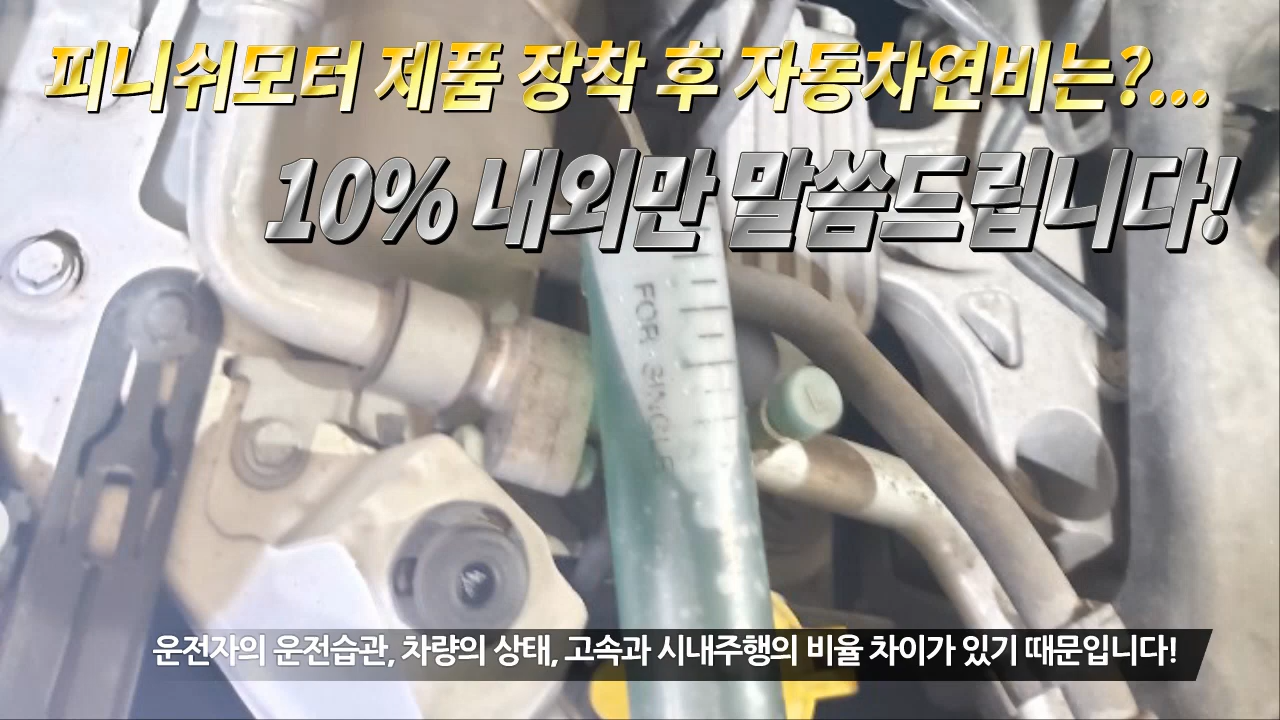 피니쉬모터 제품 장착 후 자동차연비는?...
10% 내외만 말씀드립니다!
FOR SINGLE
운전자의 운전습관, 차량의 상태, 고속과 시내주행의 비율 차이가 있기 때문입니다!